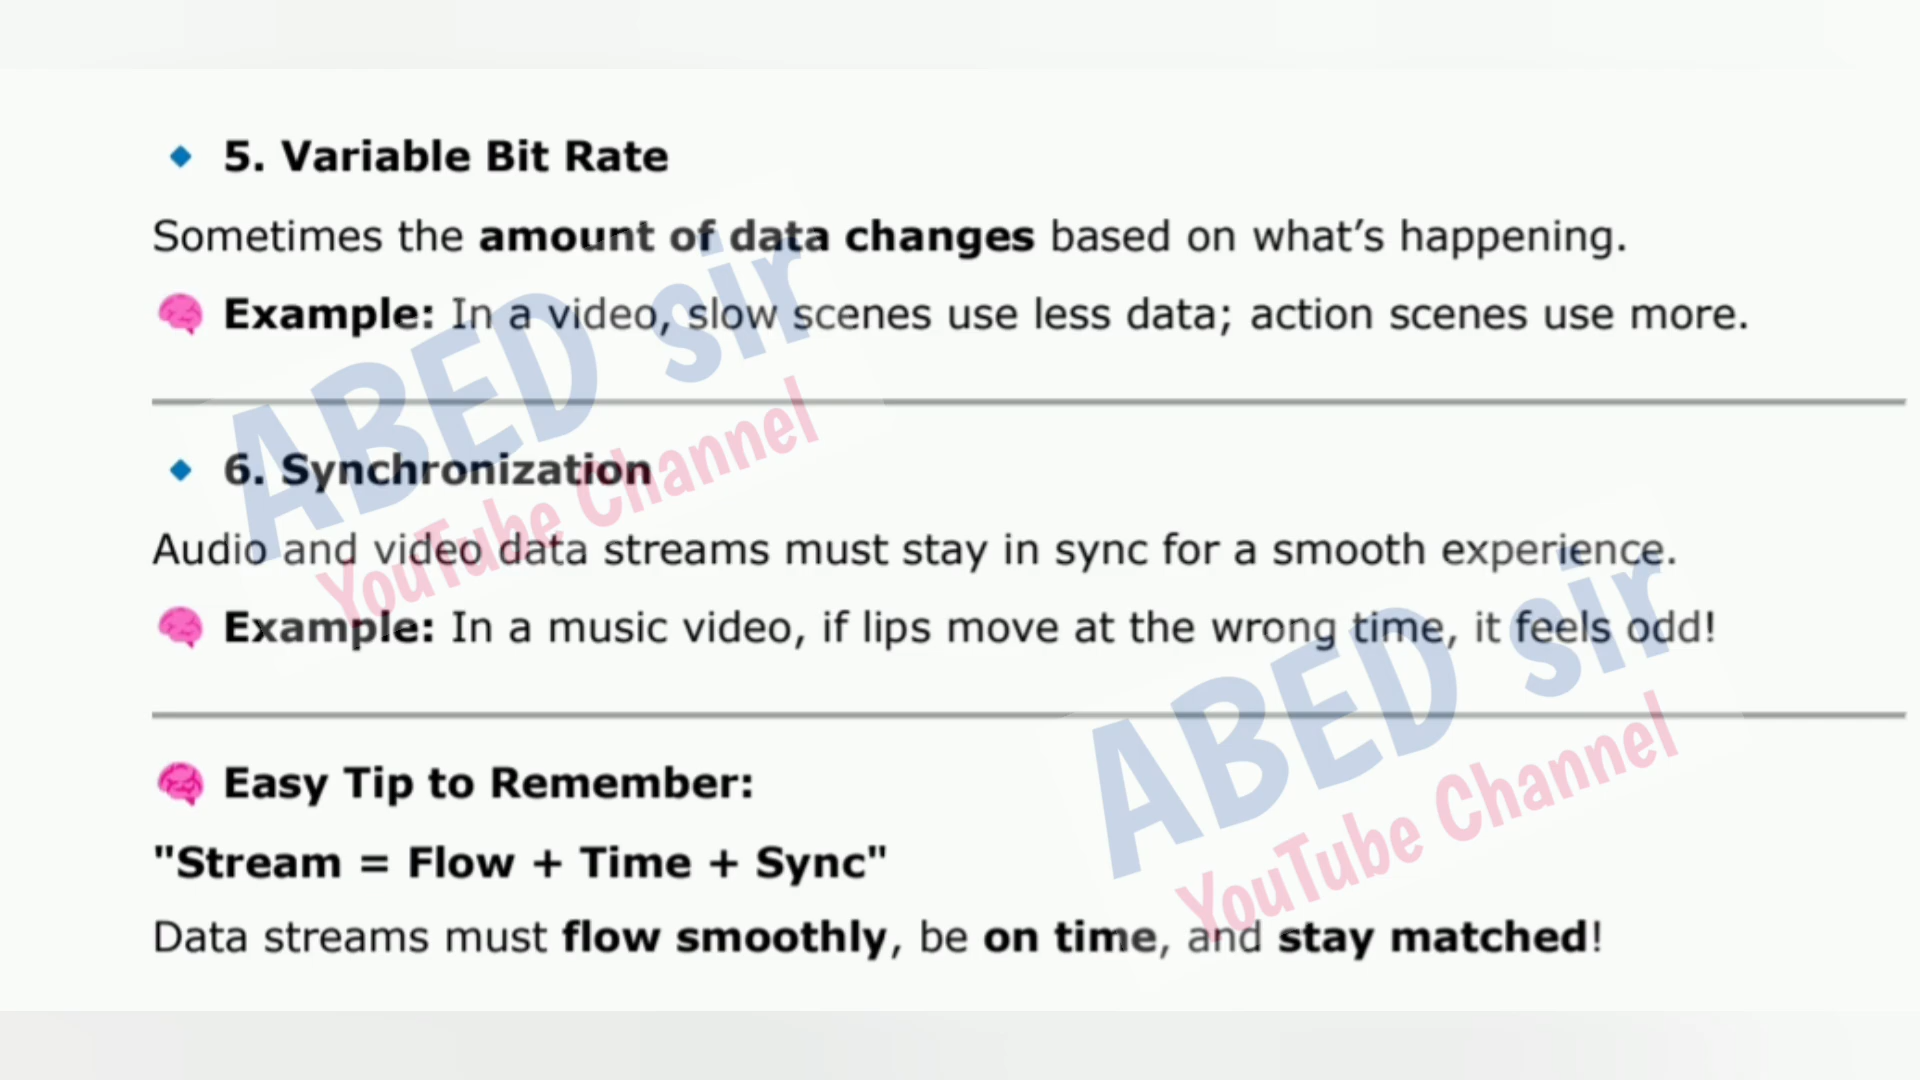 5. Variable Bit Rate
Sometimes the amount of data changes based on what’s happening.
Example: In a video, slow scenes use less data; action scenes use more.
6. Synchronization
Audio and video data streams must stay in sync for a smooth experience.
Example: In a music video, if lips move at the wrong time, it feels odd!
Easy Tip to Remember:
"Stream = Flow + Time + Sync"
Data streams must flow smoothly, be on time, and stay matched!
ABED sir
YouTube Channel
ABED sir
YouTube Channel